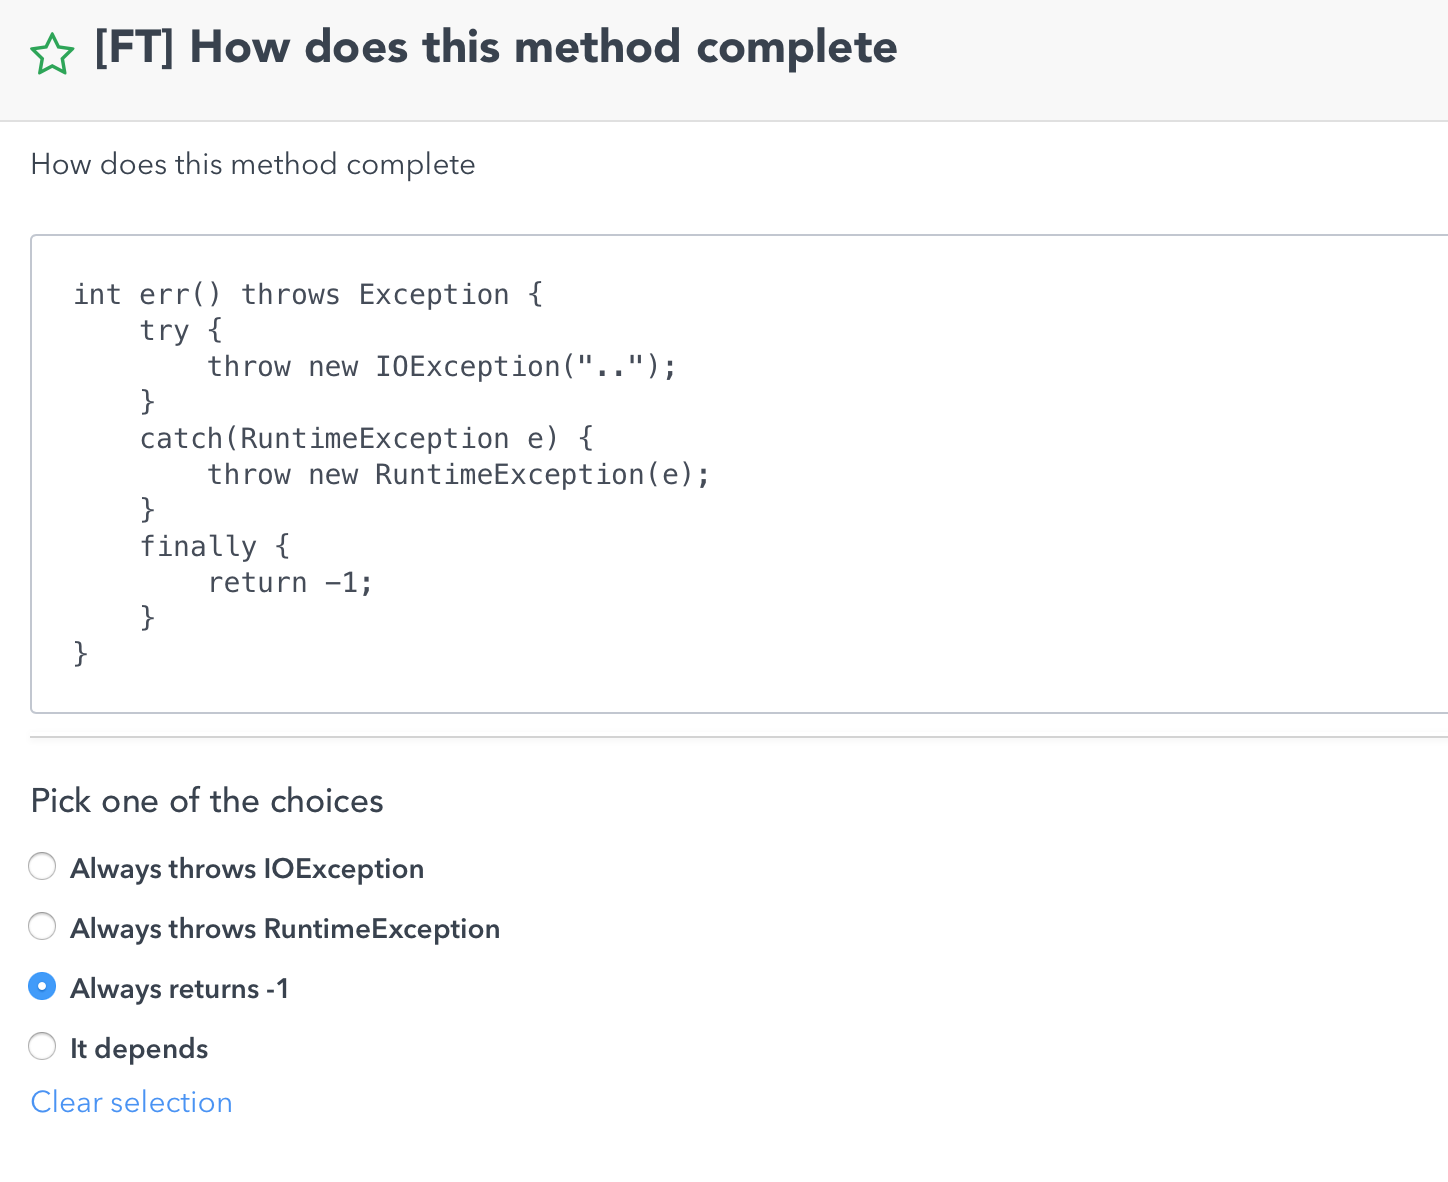 [FT] How does this method complete
How does this method complete
int err() throws Exception {
    try {
        throw new IOException("..");
    }
    catch(RuntimeException e) {
        throw new RuntimeException(e);
    }
    finally {
        return –1;
    }
}
Pick one of the choices
Always throws IOException
Always throws RuntimeException
Always returns -1
It depends
Clear selection